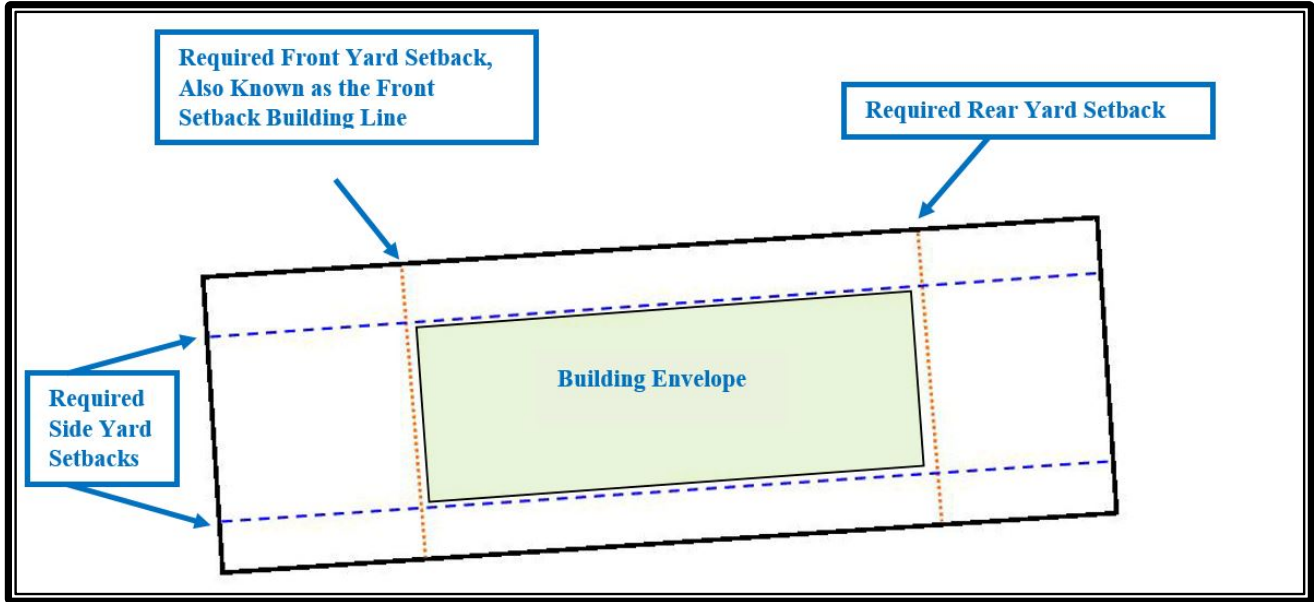 Required Front Yard Setback,
Also Known as the Front
Setback Building Line
Required Rear Yard Setback
Building Envelope
Required
Side Yard
Setbacks